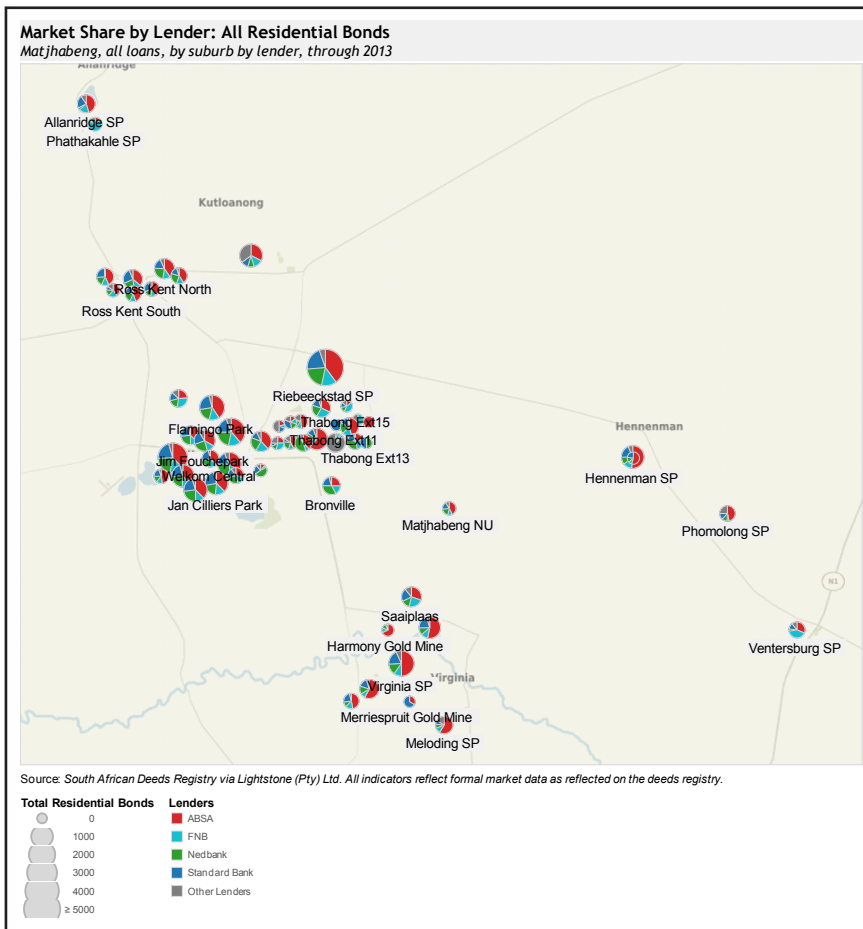 Market Share by Lender: All Residential Bonds
Matjhabeng, all loans, by suburb by lender, through 2013
Allanridge
Allanridge SP
Phathakahle SP
Kutloanong
Ross Kent North
Ross Kent South
Riebeeckstad SP
Thabong Ext15
Flamingo Park
Thabong Ext11
Hennenman
Thabong Ext13
Jim Fouchepark
Welkom Central
Hennenman SP
Jan Cilliers Park
Bronville
Matjhabeng NU
Phomolong SP
N1
Saaiplaas
Harmony Gold Mine
Ventersburg SP
Virginia
Virginia SP
Merriespruit Gold Mine
Meloding SP
Source: South African Deeds Registry via Lightstone (Pty) Ltd. All indicators reflect formal market data as reflected on the deeds registry.
Total Residential Bonds
0
1000
2000
3000
4000
≥ 5000
Lenders
ABSA
FNB
Nedbank
Standard Bank
Other Lenders